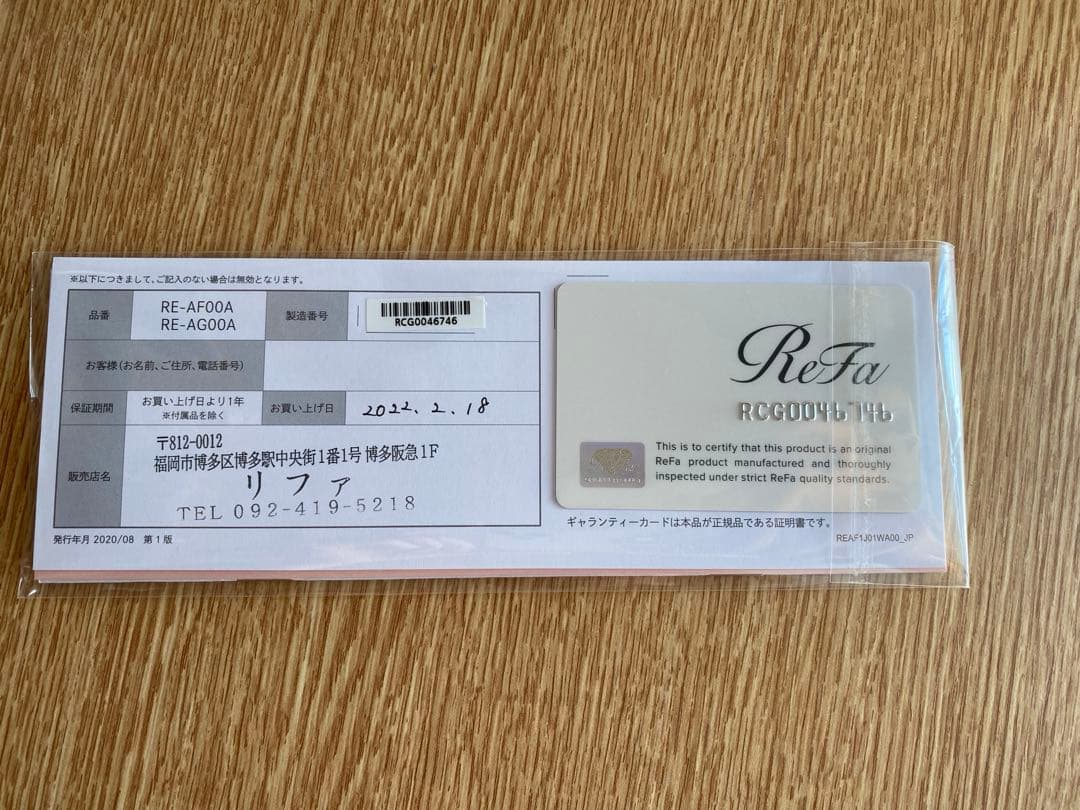 ※以下につきまして、ご記入のない場合は無効となります。
品番
RE-AF00A
RE-AG00A
製造番号
RCG0046746
お客様(お名前、ご住所、電話番号)
保証期間
お買い上げ日より1年
※付属品を除く
お買い上げ日
2022. 2. 18
販売店名
〒812-0012
福岡市博多区博多駅中央街1番1号 博多阪急1F
リファ
TEL 092-419-5218
発行年月 2020/08 第1版
ReFa
RCG0046746
This is to certify that this product is an original
ReFa product manufactured and thoroughly
inspected under strict ReFa quality standards.
ギャランティーカードは本品が正規品である証明書です。
REAF1J01WA00_JP